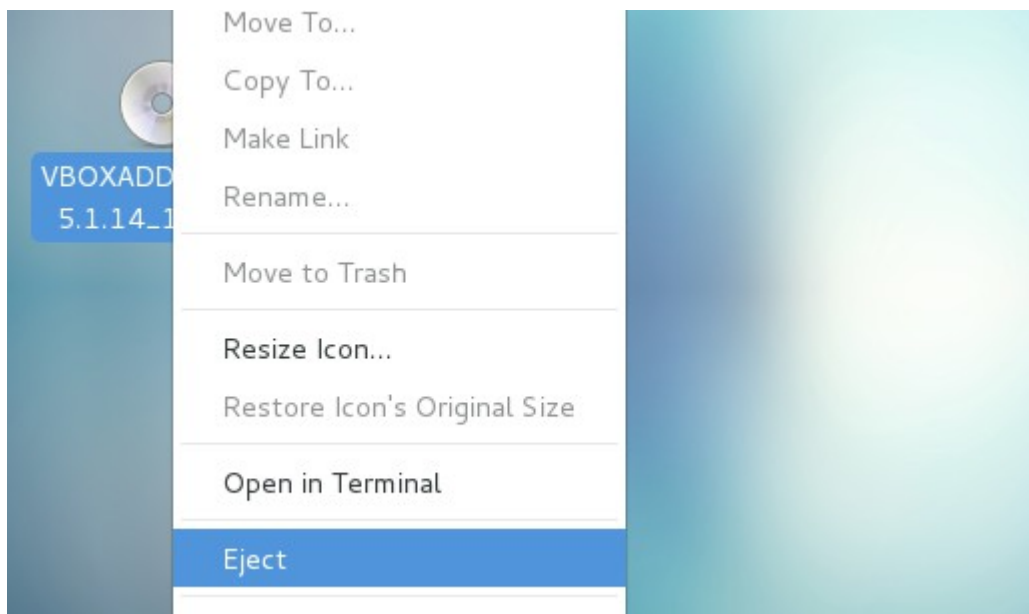 Move To...
Copy To...
Make Link
VBOXADD
Rename...
5.1.14_1
Move to Trash
Resize Icon...
Restore Icon's Original Size
Open in Terminal
Eject